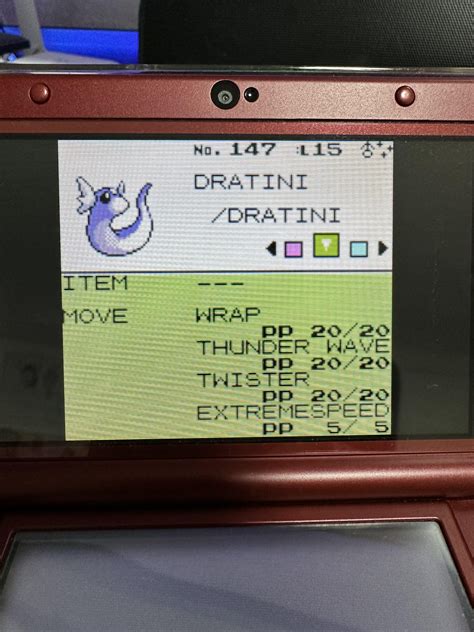 No. 147 :L15 ♂
DRATINI
/DRATINI
ITEM ---
MOVE WRAP
PP 20/20
THUNDER WAVE
PP 20/20
TWISTER
PP 20/20
EXTREMESPEED
PP 5/ 5